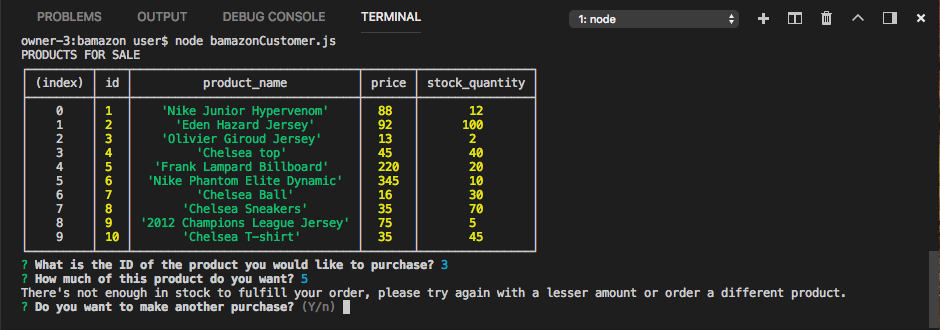 PROBLEMS OUTPUT DEBUG CONSOLE TERMINAL 1: node
owner-3:bamazon user$ node bamazonCustomer.js
PRODUCTS FOR SALE
(index) id product_name price stock_quantity
0 1 'Nike Junior Hypervenom' 88 12
1 2 'Eden Hazard Jersey' 92 100
2 3 'Olivier Giroud Jersey' 13 2
3 4 'Chelsea top' 45 40
4 5 'Frank Lampard Billboard' 220 20
5 6 'Nike Phantom Elite Dynamic' 345 10
6 7 'Chelsea Ball' 16 30
7 8 'Chelsea Sneakers' 35 70
8 9 '2012 Champions League Jersey' 75 5
9 10 'Chelsea T-shirt' 35 45
? What is the ID of the product you would like to purchase? 3
? How much of this product do you want? 5
There's not enough in stock to fulfill your order, please try again with a lesser amount or order a different product.
? Do you want to make another purchase? (Y/n)